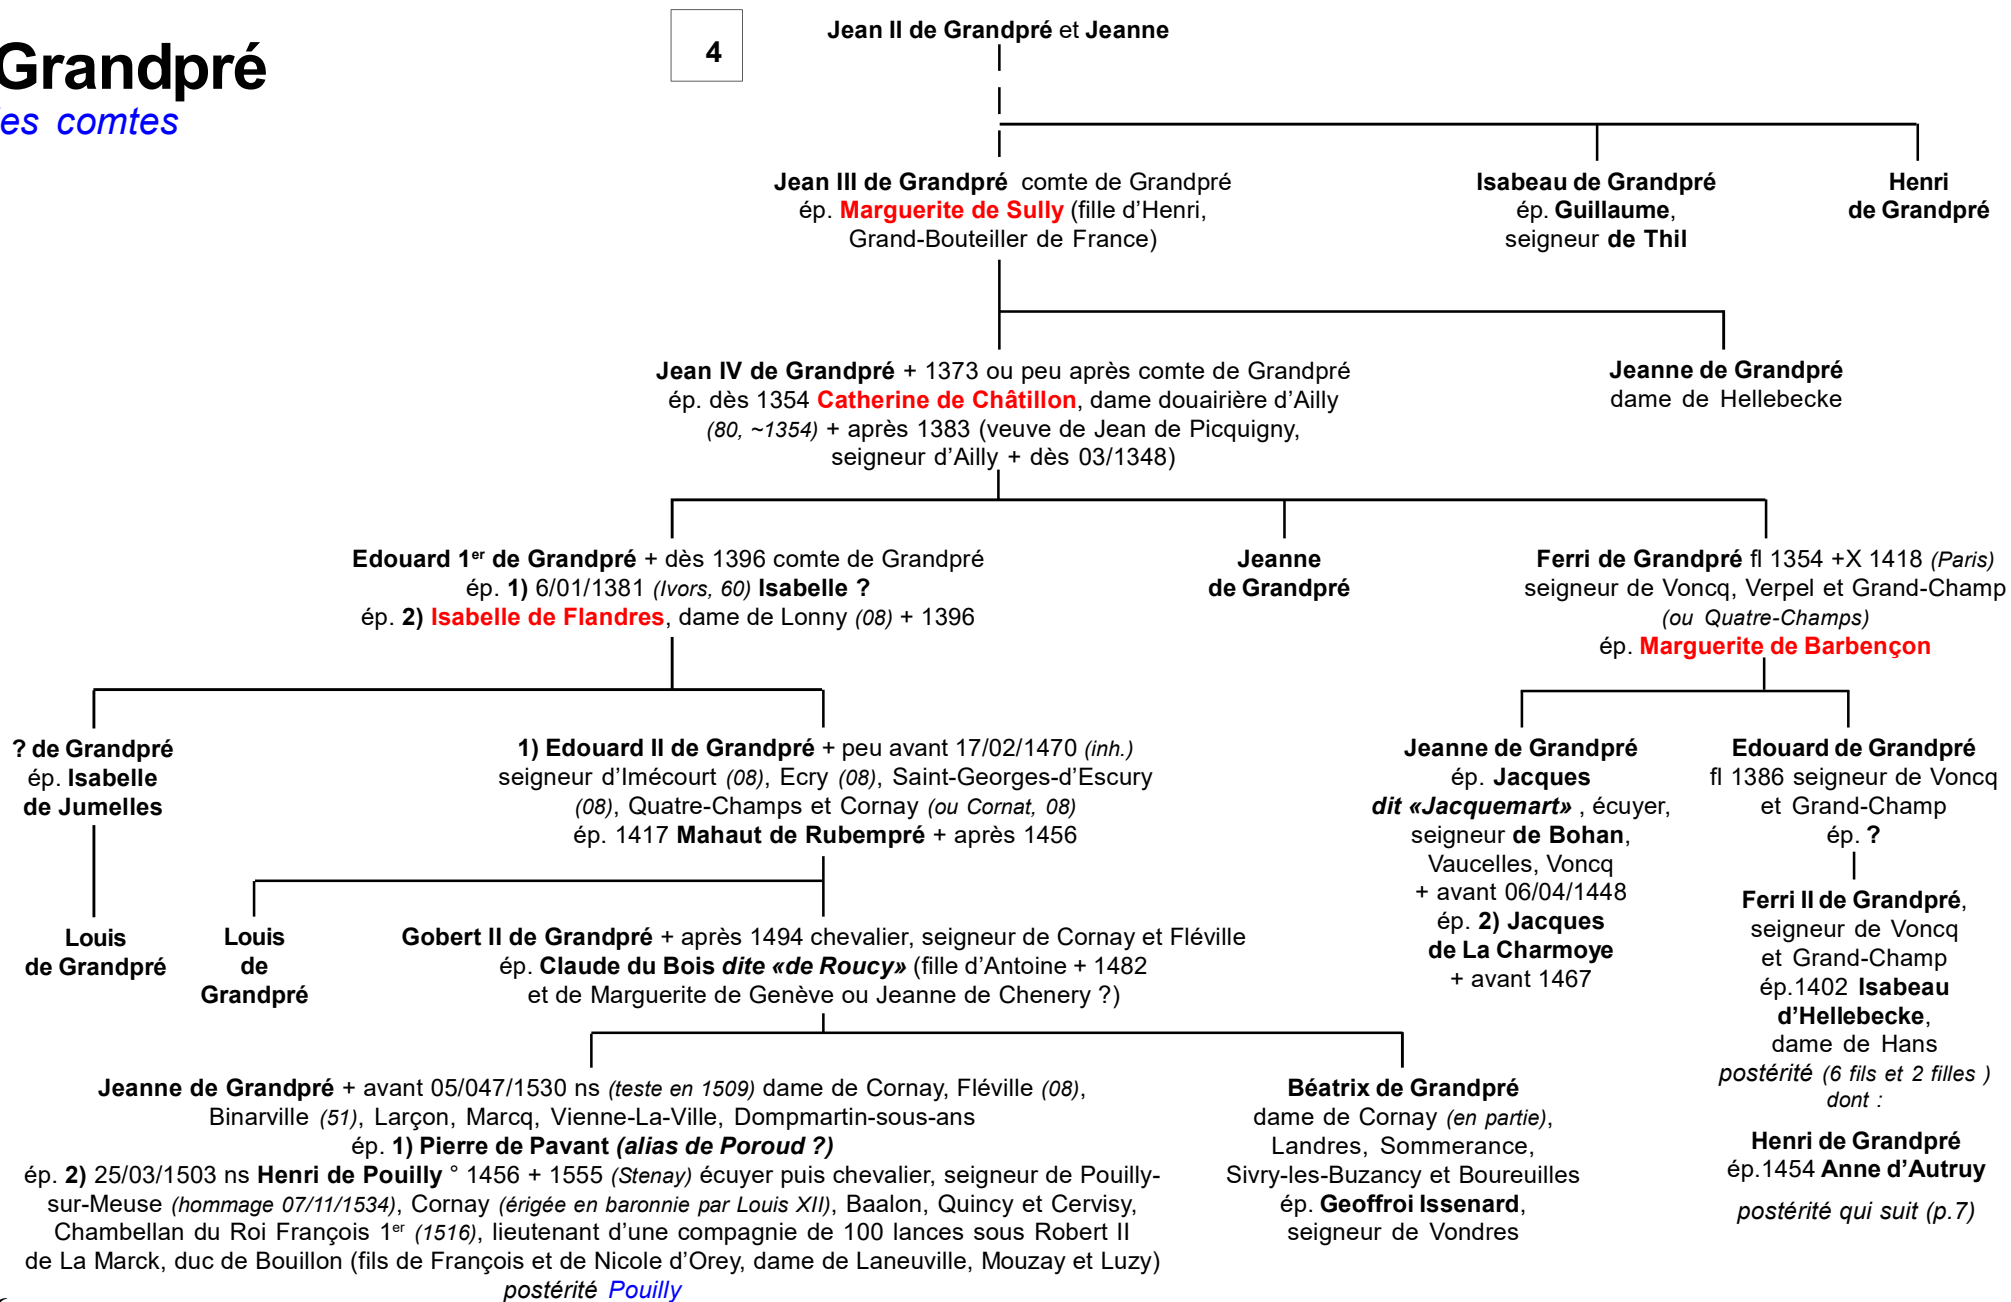 Grandpré
es comtes
4
Jean II de Grandpré et Jeanne
Jean III de Grandpré comte de Grandpré
ép. Marguerite de Sully (fille d’Henri,
Grand-Bouteiller de France)
Isabeau de Grandpré
ép. Guillaume,
seigneur de Thil
Henri
de Grandpré
Jean IV de Grandpré + 1373 ou peu après comte de Grandpré
ép. dès 1354 Catherine de Châtillon, dame douairière d’Ailly
(80, ~1354) + après 1383 (veuve de Jean de Picquigny,
seigneur d’Ailly + dès 03/1348)
Jeanne de Grandpré
dame de Hellebecke
Edouard 1er de Grandpré + dès 1396 comte de Grandpré
ép. 1) 6/01/1381 (Ivors, 60) Isabelle ?
ép. 2) Isabelle de Flandres, dame de Lonny (08) + 1396
Jeanne
de Grandpré
Ferri de Grandpré fl 1354 +X 1418 (Paris)
seigneur de Voncq, Verpel et Grand-Champ
(ou Quatre-Champs)
ép. Marguerite de Barbençon
? de Grandpré
ép. Isabelle
de Jumelles
1) Edouard II de Grandpré + peu avant 17/02/1470 (inh.)
seigneur d’Imécourt (08), Ecry (08), Saint-Georges-d’Escury
(08), Quatre-Champs et Cornay (ou Cornat, 08)
ép. 1417 Mahaut de Rubempré + après 1456
Jeanne de Grandpré
ép. Jacques
dit «Jacquemart» , écuyer,
seigneur de Bohan,
Vaucelles, Voncq
+ avant 06/04/1448
ép. 2) Jacques
de La Charmoye
+ avant 1467
Edouard de Grandpré
fl 1386 seigneur de Voncq
et Grand-Champ
ép. ?
Ferri II de Grandpré,
seigneur de Voncq
et Grand-Champ
ép.1402 Isabeau
d’Hellebecke,
dame de Hans
postérité (6 fils et 2 filles )
dont :
Henri de Grandpré
ép.1454 Anne d’Autruy
postérité qui suit (p.7)
Louis
de Grandpré
Louis
de
Grandpré
Gobert II de Grandpré + après 1494 chevalier, seigneur de Cornay et Fléville
ép. Claude du Bois dite «de Roucy» (fille d’Antoine + 1482
et de Marguerite de Genève ou Jeanne de Chenery ?)
Jeanne de Grandpré + avant 05/047/1530 ns (teste en 1509) dame de Cornay, Fléville (08),
Binarville (51), Larçon, Marcq, Vienne-La-Ville, Dompmartin-sous-ans
ép. 1) Pierre de Pavant (alias de Poroud ?)
ép. 2) 25/03/1503 ns Henri de Pouilly ° 1456 + 1555 (Stenay) écuyer puis chevalier, seigneur de Pouilly-
sur-Meuse (hommage 07/11/1534), Cornay (érigée en baronnie par Louis XII), Baalon, Quincy et Cervisy,
Chambellan du Roi François 1er (1516), lieutenant d’une compagnie de 100 lances sous Robert II
de La Marck, duc de Bouillon (fils de François et de Nicole d’Orey, dame de Laneuville, Mouzay et Luzy)
postérité Pouilly
Béatrix de Grandpré
dame de Cornay (en partie),
Landres, Sommerance,
Sivry-les-Buzancy et Boureuilles
ép. Geoffroi Issenard,
seigneur de Vondres